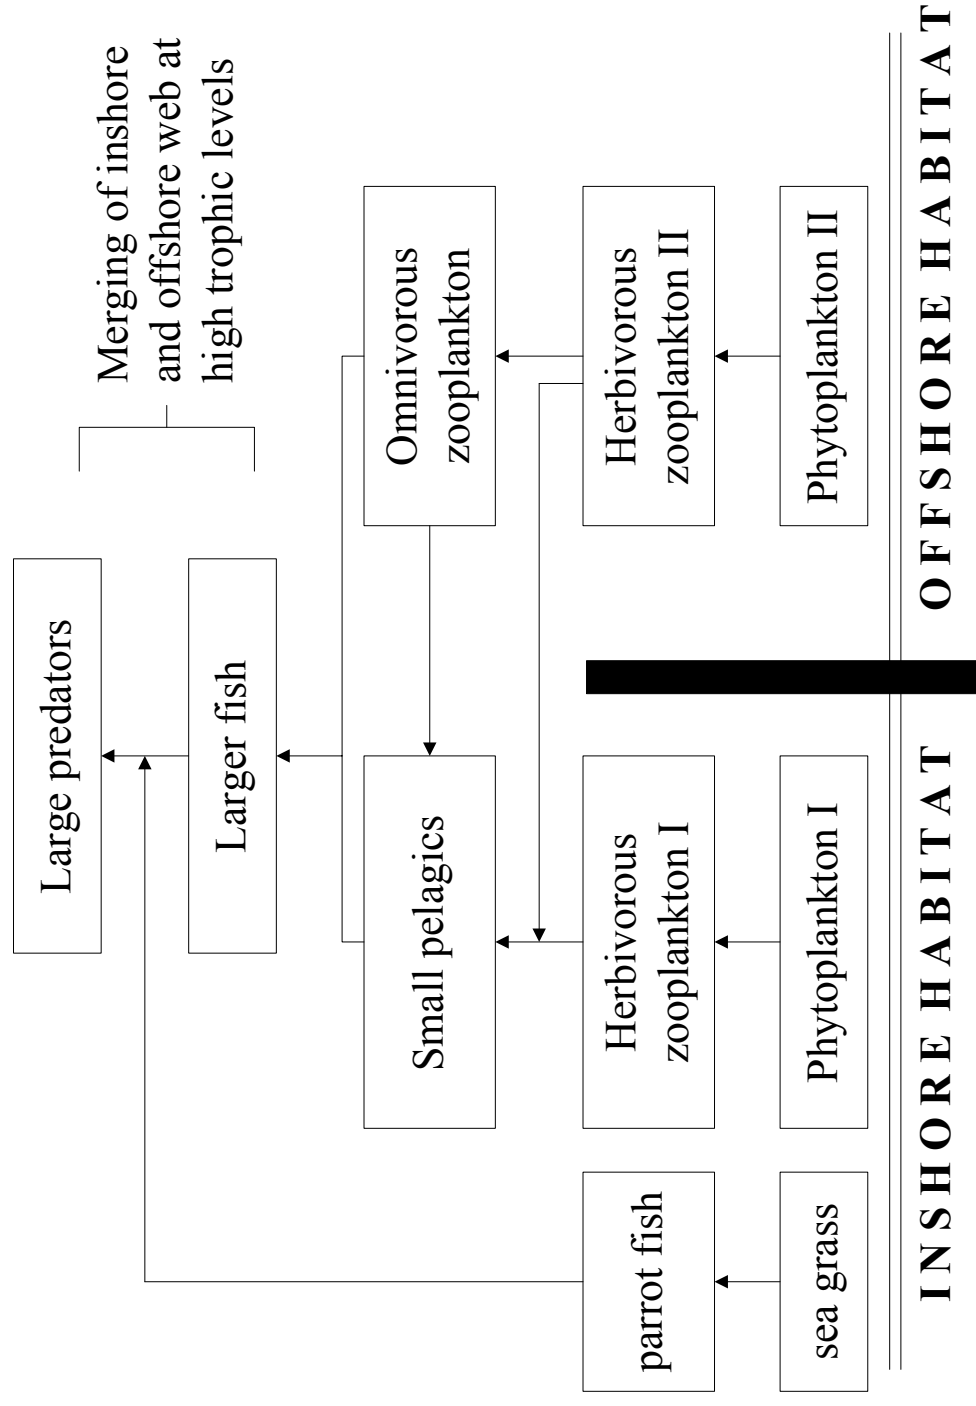 Merging of inshore
and offshore web at
high trophic levels
Large predators
Larger fish
Small pelagics
Omnivorous
zooplankton
parrot fish
Herbivorous
zooplankton I
Herbivorous
zooplankton II
sea grass
Phytoplankton I
Phytoplankton II
INSHORE HABITAT
OFFSHORE HABITAT